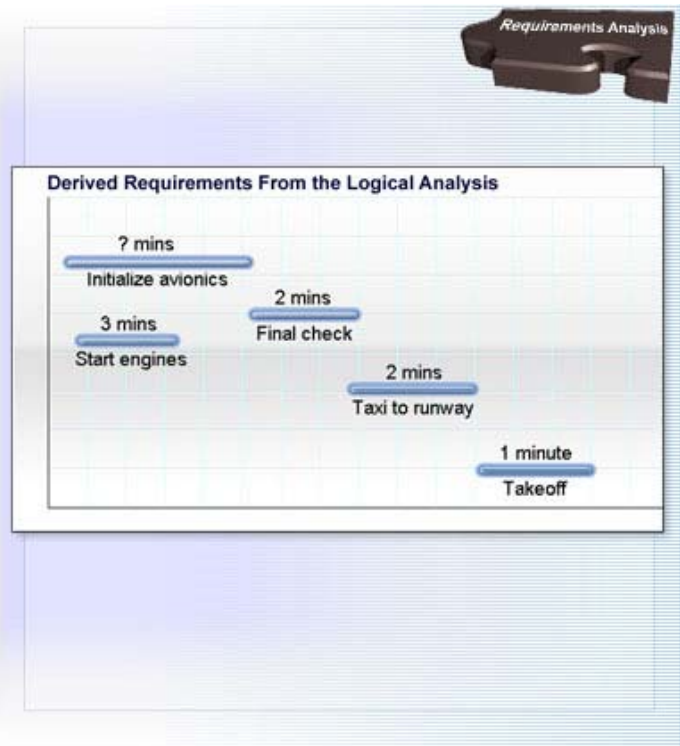 Requirements Analysis
Derived Requirements From the Logical Analysis
? mins
Initialize avionics
2 mins
Final check
3 mins
Start engines
2 mins
Taxi to runway
1 minute
Takeoff